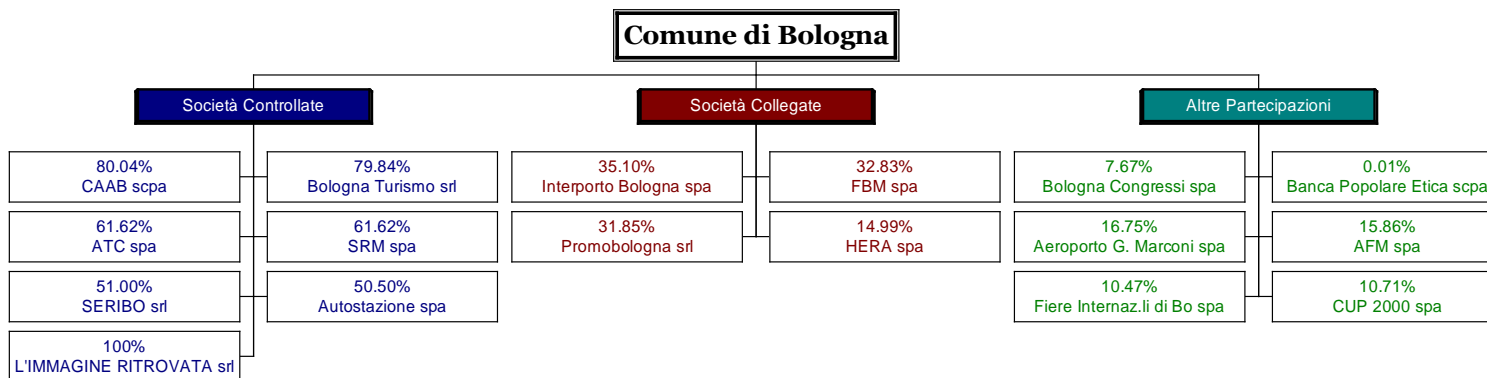 Comune di Bologna
Società Controllate
Società Collegate
Altre Partecipazioni
80.04%
CAAB scpa
79.84%
Bologna Turismo srl
35.10%
Interporto Bologna spa
32.83%
FBM spa
7.67%
Bologna Congressi spa
0.01%
Banca Popolare Etica scpa
61.62%
ATC spa
61.62%
SRM spa
31.85%
Promobologna srl
14.99%
HERA spa
16.75%
Aeroporto G. Marconi spa
15.86%
AFM spa
51.00%
SERIBO srl
50.50%
Autostazione spa
10.47%
Fiere Internaz.li di Bo spa
10.71%
CUP 2000 spa
100%
L'IMMAGINE RITROVATA srl